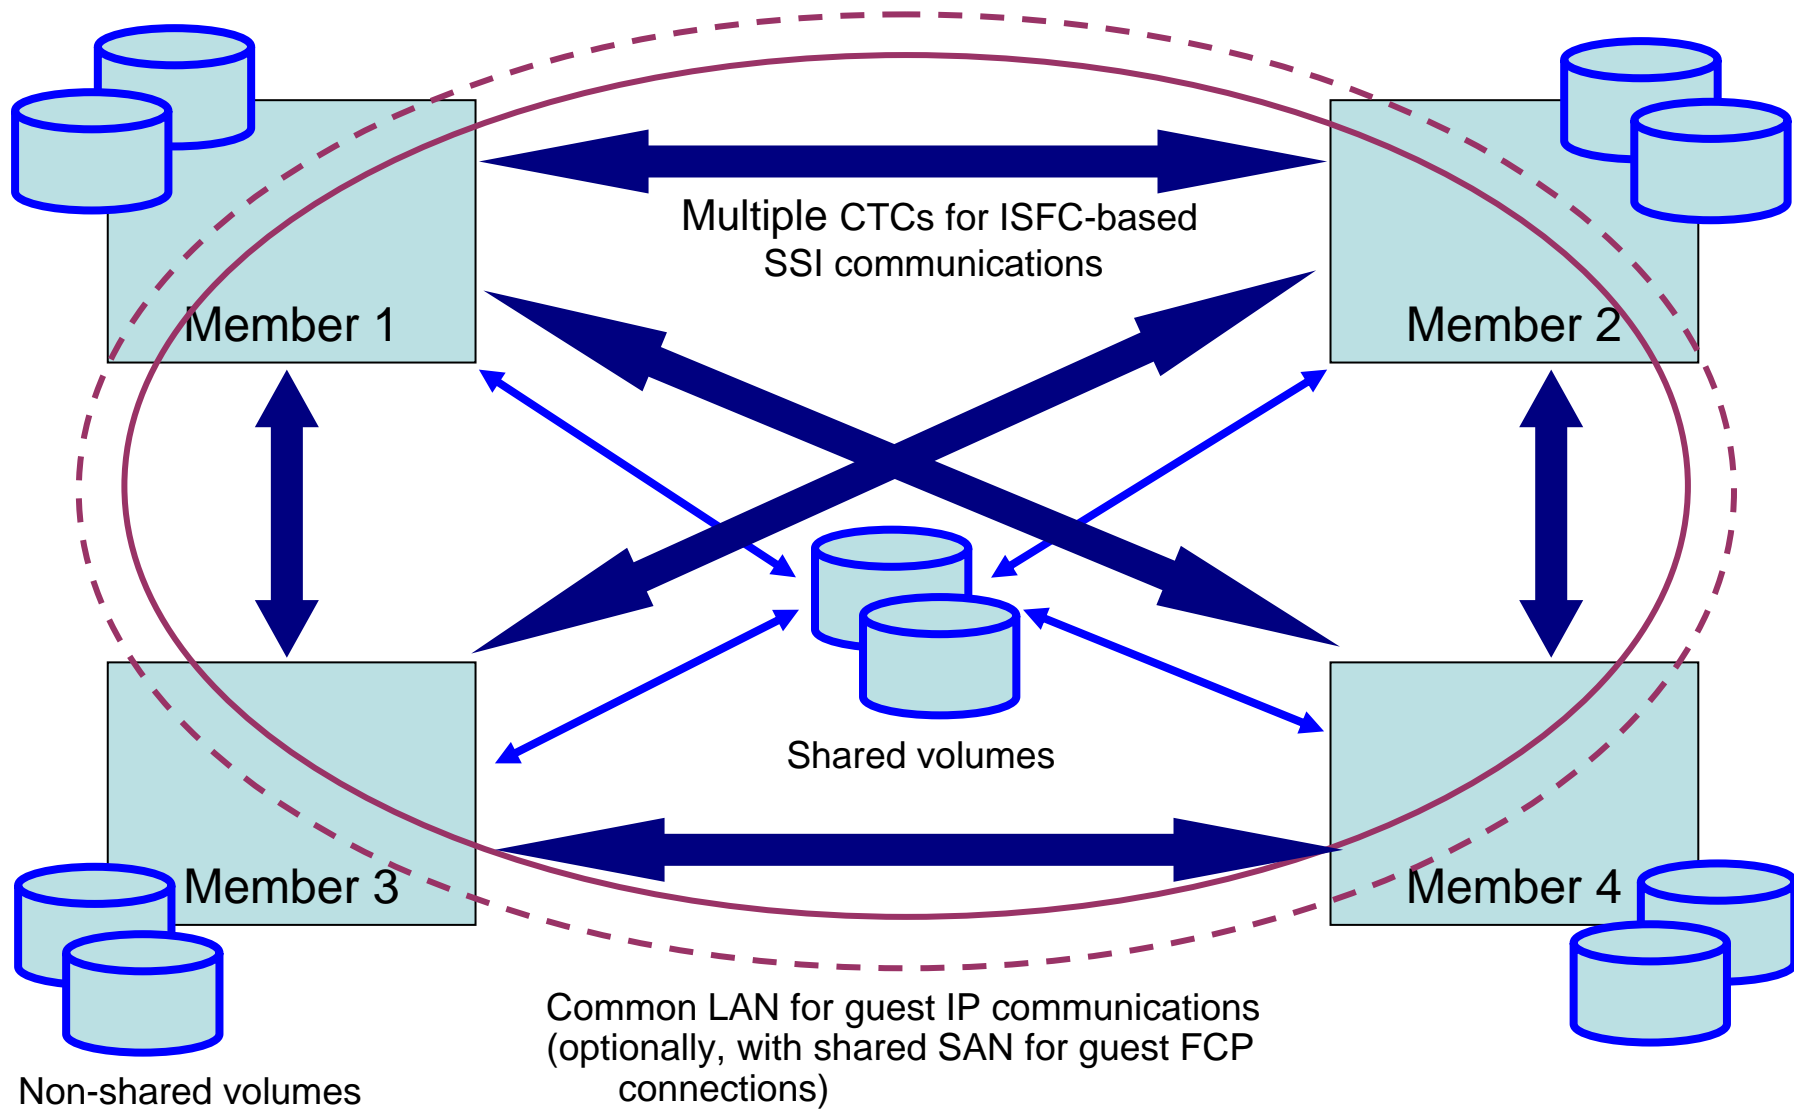 Multiple CTCs for ISFC-based
SSI communications
Member 1
Member 2
Shared volumes
Member 3
Member 4
Common LAN for guest IP communications
(optionally, with shared SAN for guest FCP
connections)
Non-shared volumes